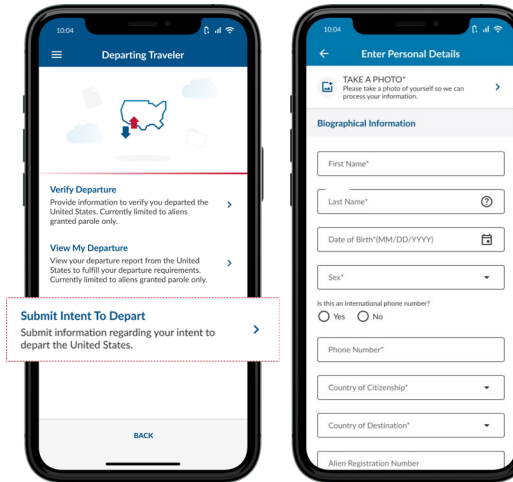 10:04
Departing Traveler
Verify Departure
Provide information to verify you departed the
United States. Currently limited to aliens
granted parole only.
View My Departure
View your departure report from the United
States to fulfill your departure requirements.
Currently limited to aliens granted parole only.
Submit Intent To Depart
Submit information regarding your intent to
depart the United States.
BACK
10:04
Enter Personal Details
TAKE A PHOTO*
Please take a photo of yourself so we can
process your information.
Biographical Information
First Name*
Last Name*
Date of Birth*(MM/DD/YYYY)
Sex*
Is this an international phone number?
Yes No
Phone Number*
Country of Citizenship*
Country of Destination*
Alien Registration Number